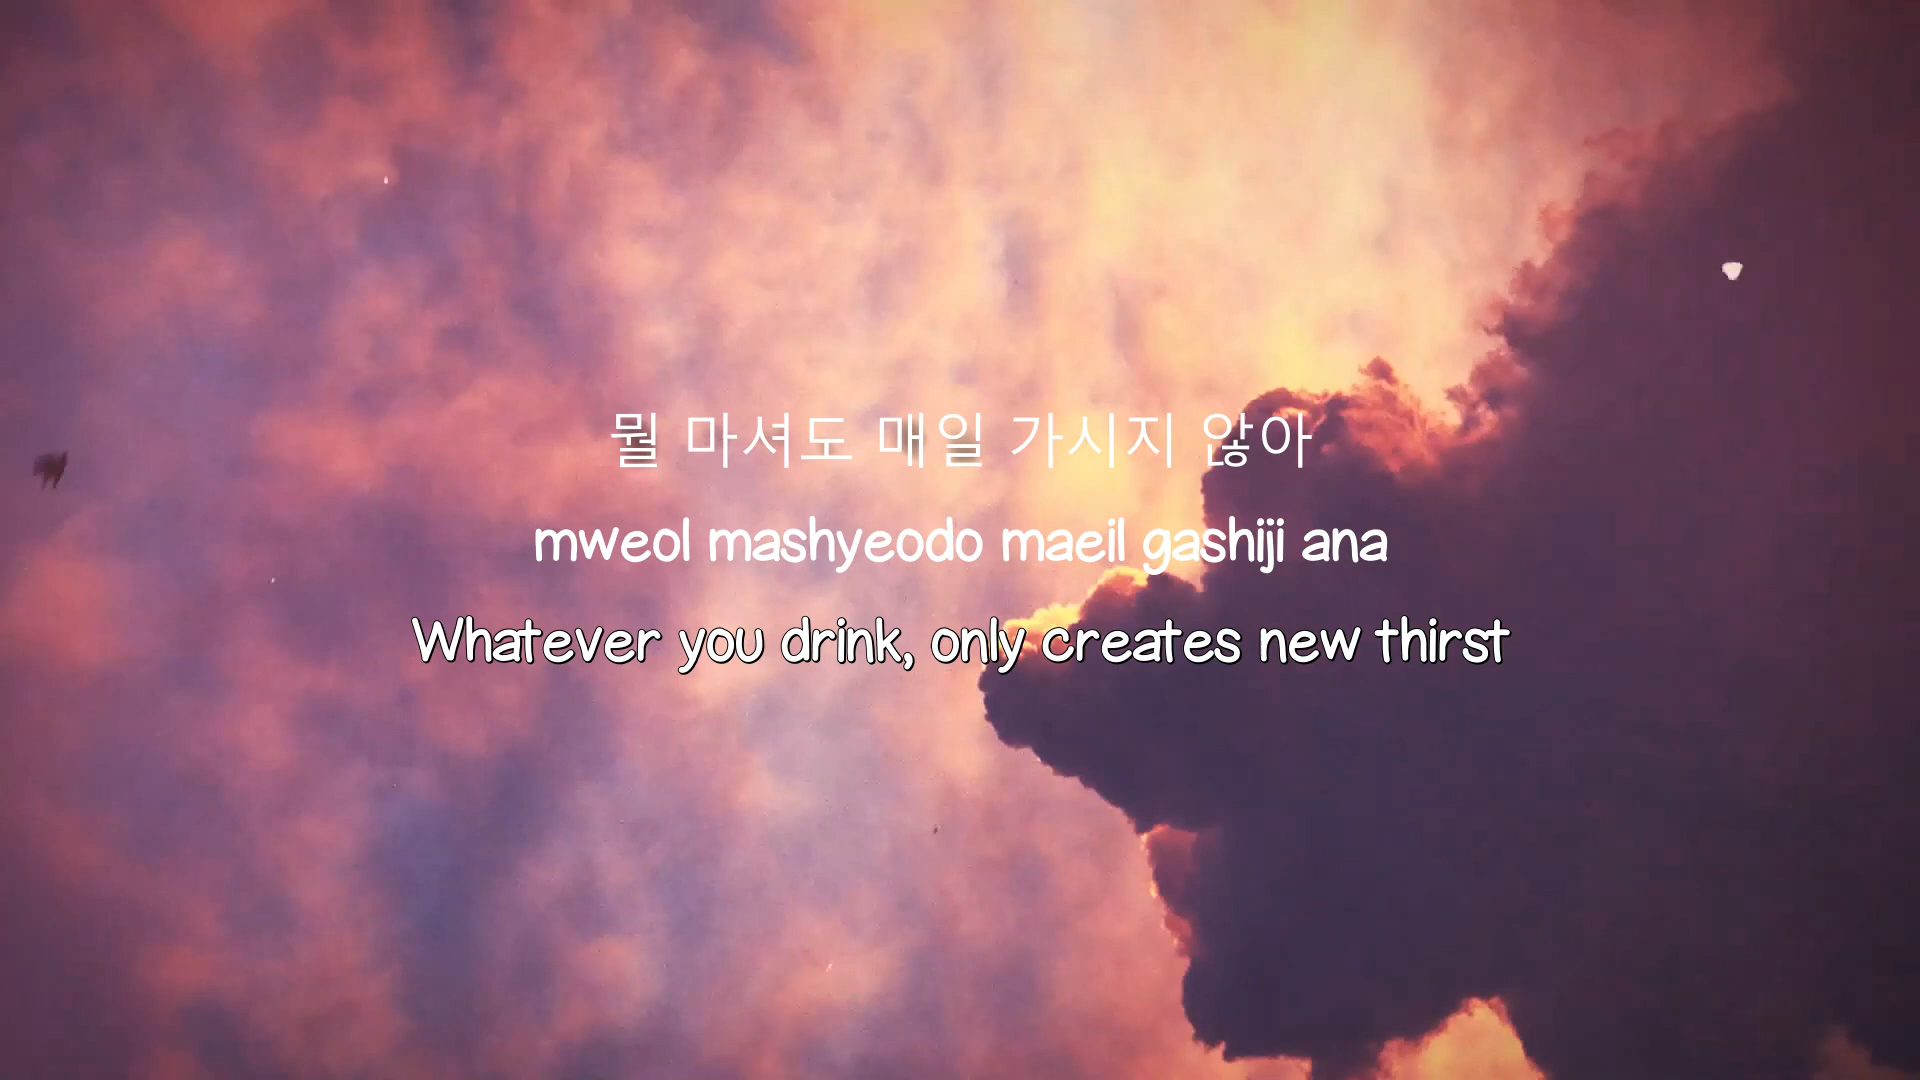 뭘 마셔도 매일 가시지 않아
mweol mashyeodo maeil gashiji ana
Whatever you drink, only creates new thirst